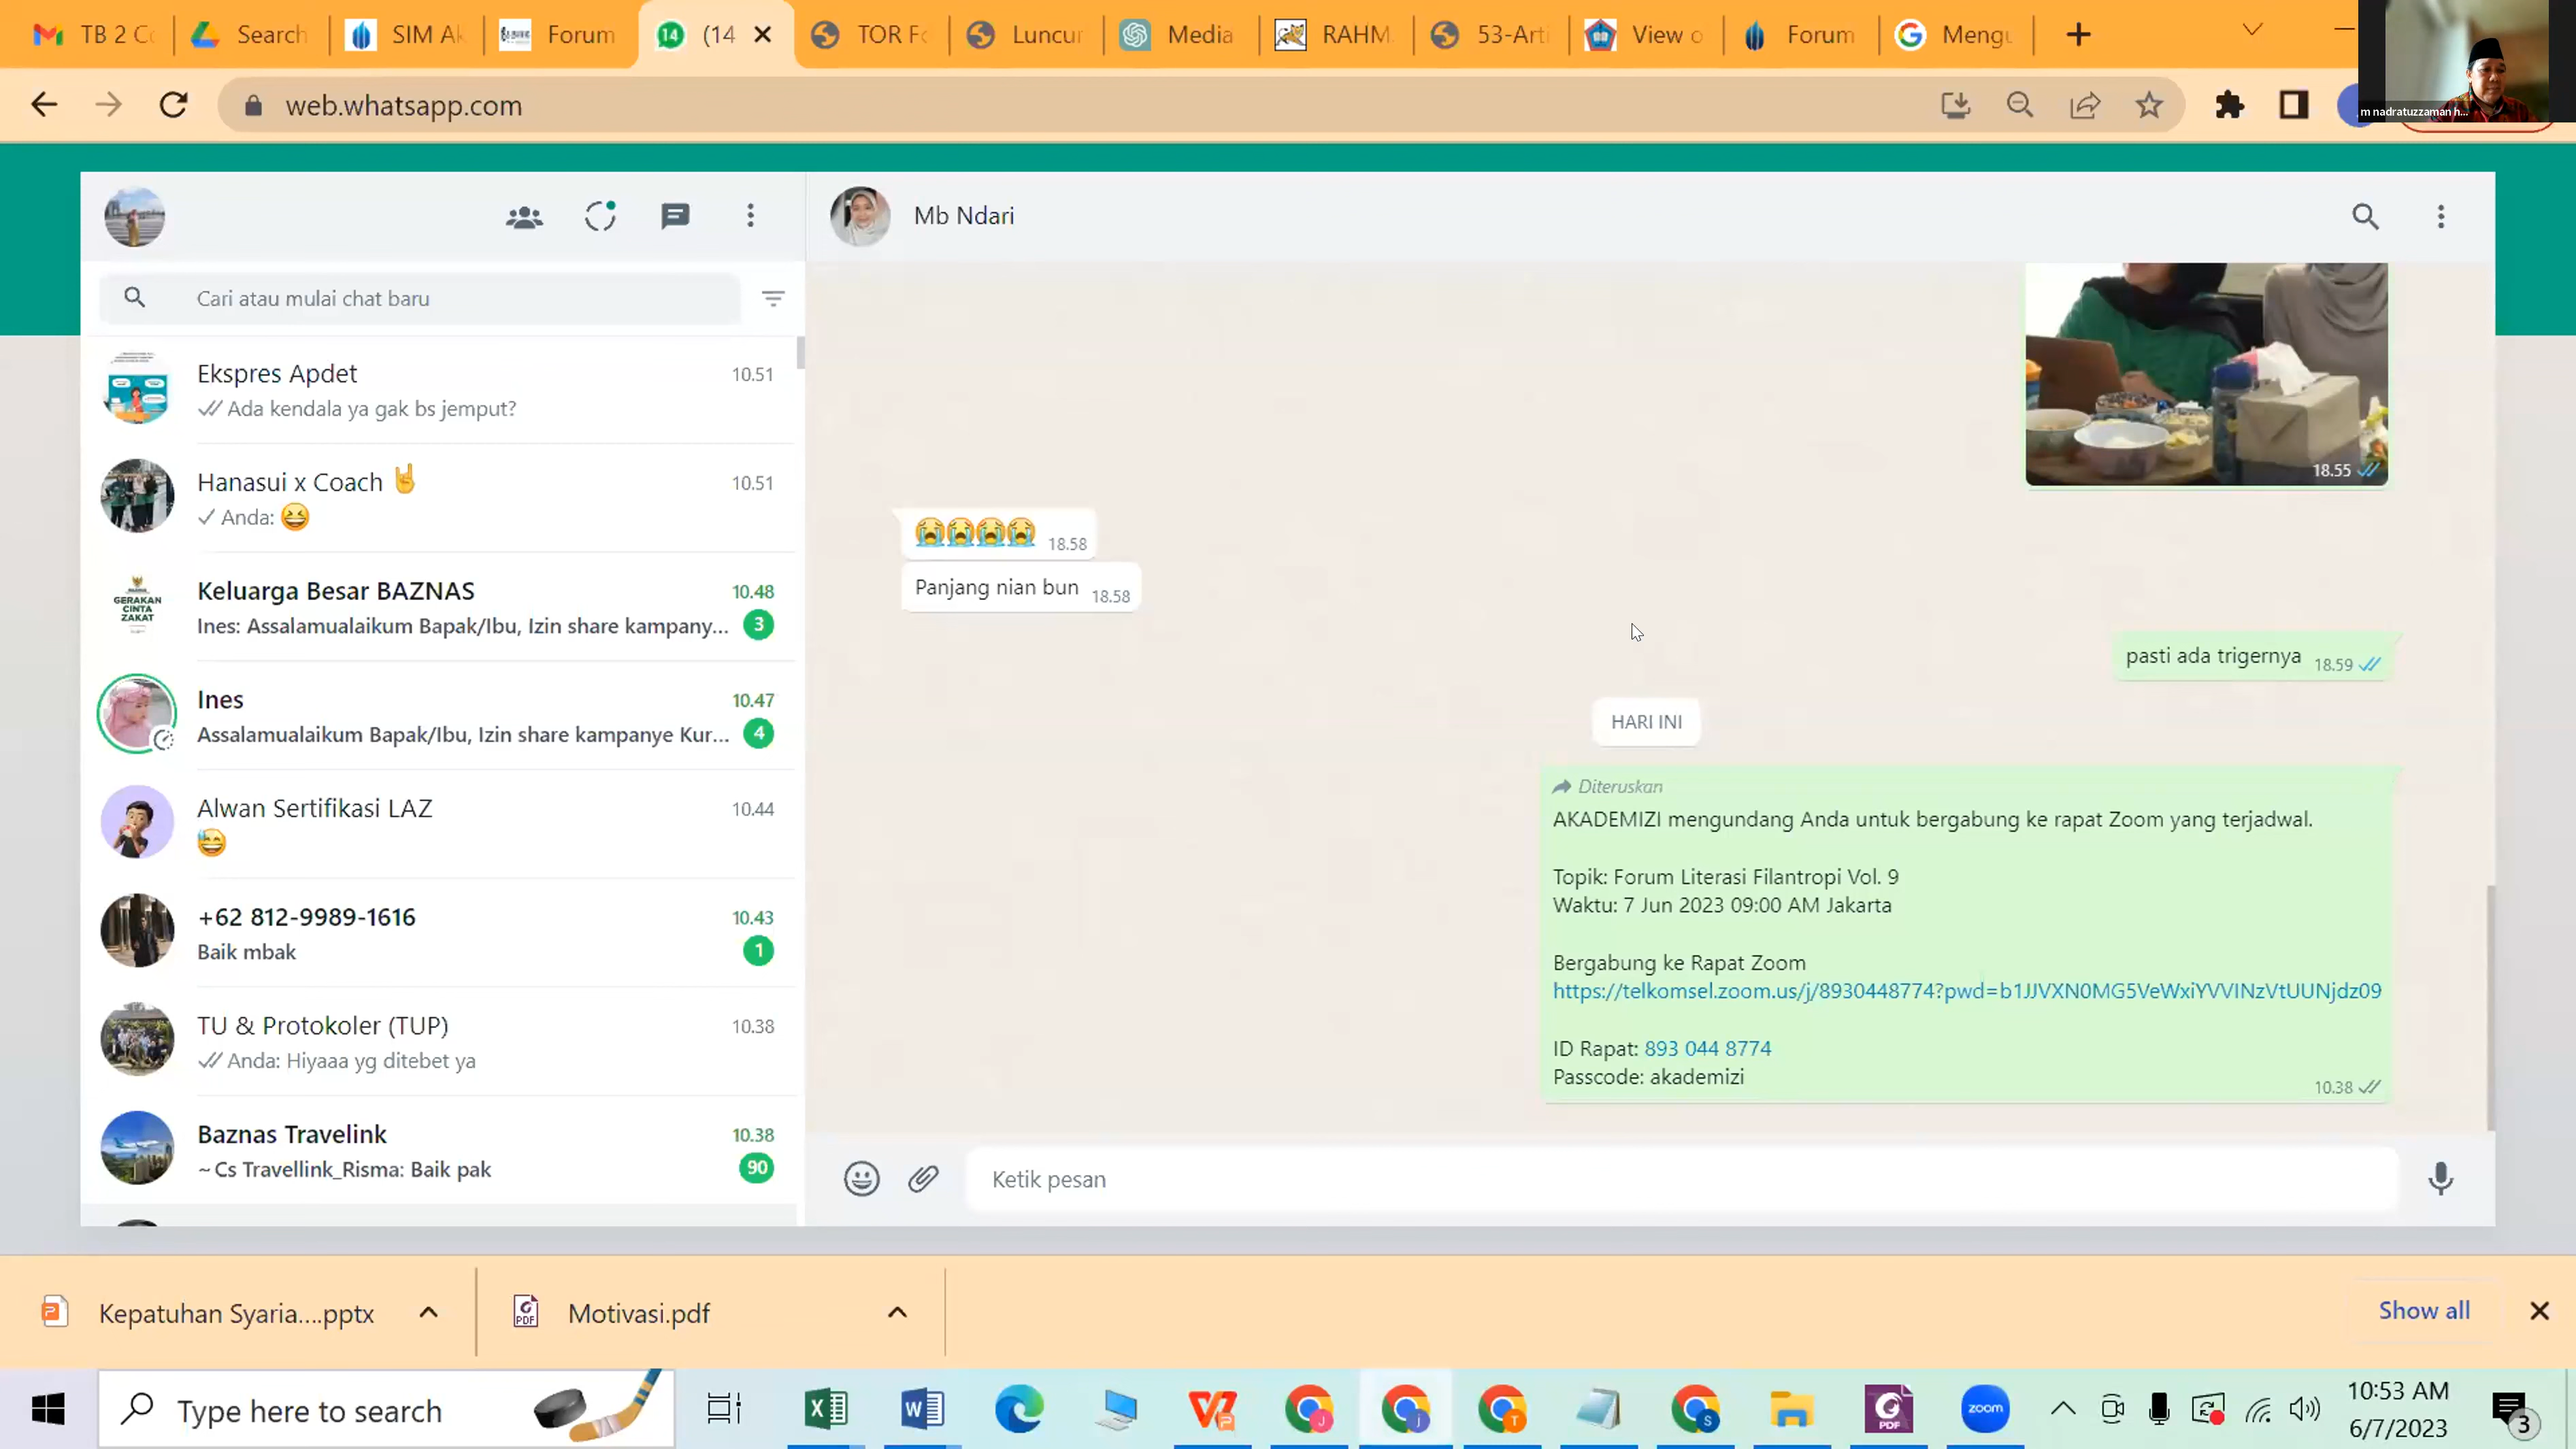 TB 2 Co
Search
SIM Ak
Forum
14
(14
TOR Fo
Luncur
Media
RAHM.
53-Arti
View o
Forum
Mengu
web.whatsapp.com
m nadratuzzaman h...
Mb Ndari
Cari atau mulai chat baru
Ekspres Apdet
10.51
Ada kendala ya gak bs jemput?
Hanasui x Coach 🤘
10.51
Anda: 😆
GERAKAN
CINTA
ZAKAT
Keluarga Besar BAZNAS
10.48
Ines: Assalamualaikum Bapak/Ibu, Izin share kampany...
3
Ines
10.47
Assalamualaikum Bapak/Ibu, Izin share kampanye Kur...
4
Alwan Sertifikasi LAZ
10.44
😅
+62 812-9989-1616
10.43
Baik mbak
1
TU & Protokoler (TUP)
10.38
Anda: Hiyaaa yg ditebet ya
Baznas Travelink
10.38
~ Cs Travellink_Risma: Baik pak
90
18.55
😭😭😭😭 18.58
Panjang nian bun 18.58
pasti ada trigernya 18.59
HARI INI
Diteruskan
AKADEMIZI mengundang Anda untuk bergabung ke rapat Zoom yang terjadwal.
Topik: Forum Literasi Filantropi Vol. 9
Waktu: 7 Jun 2023 09:00 AM Jakarta
Bergabung ke Rapat Zoom
https://telkomsel.zoom.us/j/8930448774?pwd=b1JJVXN0MG5VeWxiYVVINzVtUUNjdz09
ID Rapat: 893 044 8774
Passcode: akademizi
10.38
Ketik pesan
Kepatuhan Syaria....pptx
Motivasi.pdf
Show all
Type here to search
zoom
10:53 AM
6/7/2023
3